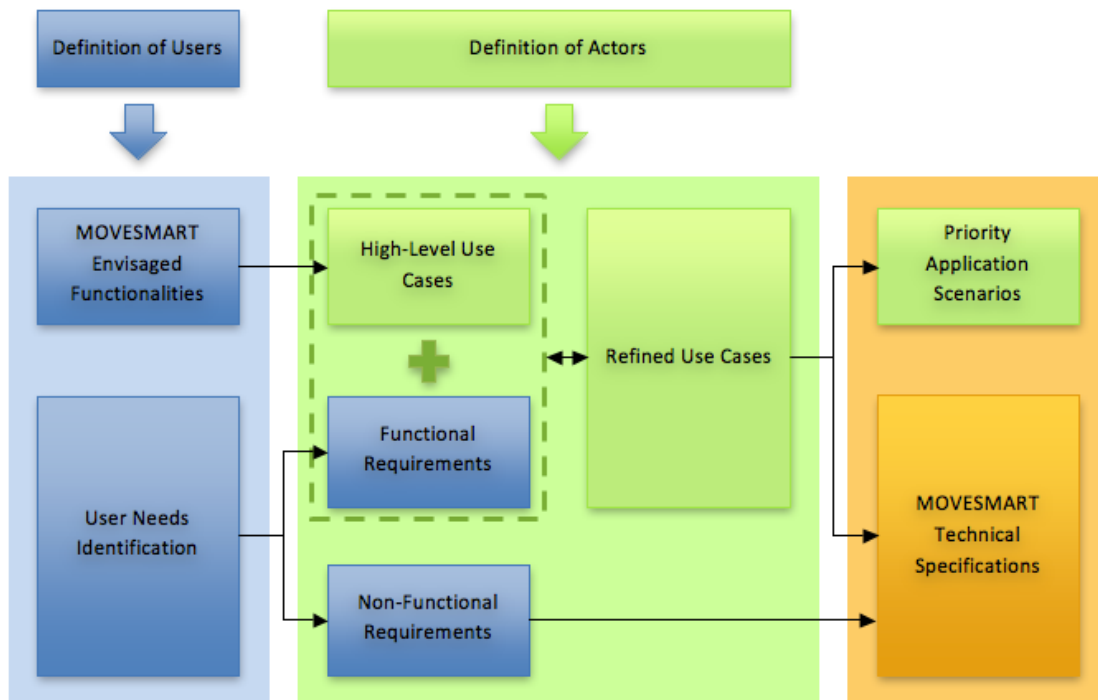 Definition of Users
Definition of Actors
MOVESMART
Envisaged
Functionalities
High-Level Use
Cases
Priority
Application
Scenarios
Refined Use Cases
Functional
Requirements
User Needs
Identification
MOVESMART
Technical
Specifications
Non-Functional
Requirements